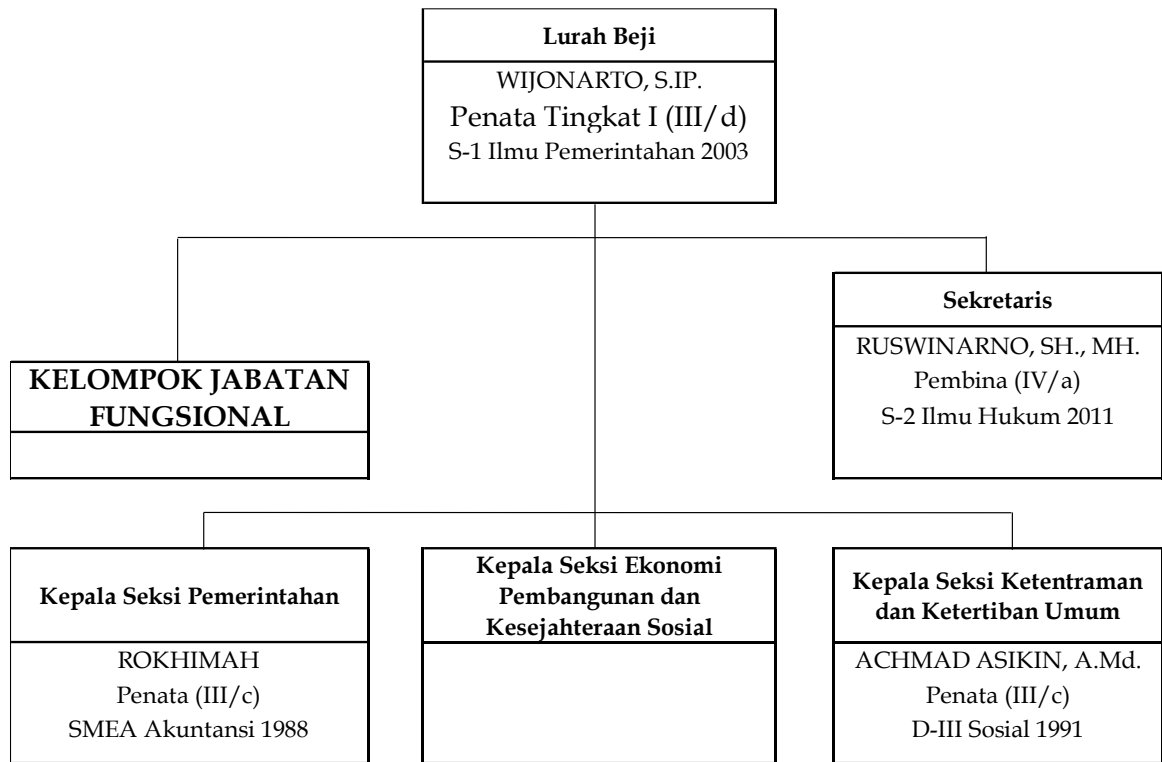 Lurah Beji
WIJONARTO, S.IP.
Penata Tingkat I (III/d)
S-1 Ilmu Pemerintahan 2003
Sekretaris
RUSWINARNO, SH., MH.
Pembina (IV/a)
S-2 Ilmu Hukum 2011
KELOMPOK JABATAN
FUNGSIONAL
Kepala Seksi Pemerintahan
ROKHIMAH
Penata (III/c)
SMEA Akuntansi 1988
Kepala Seksi Ekonomi
Pembangunan dan
Kesejahteraan Sosial
Kepala Seksi Ketentraman
dan Ketertiban Umum
ACHMAD ASIKIN, A.Md.
Penata (III/c)
D-III Sosial 1991